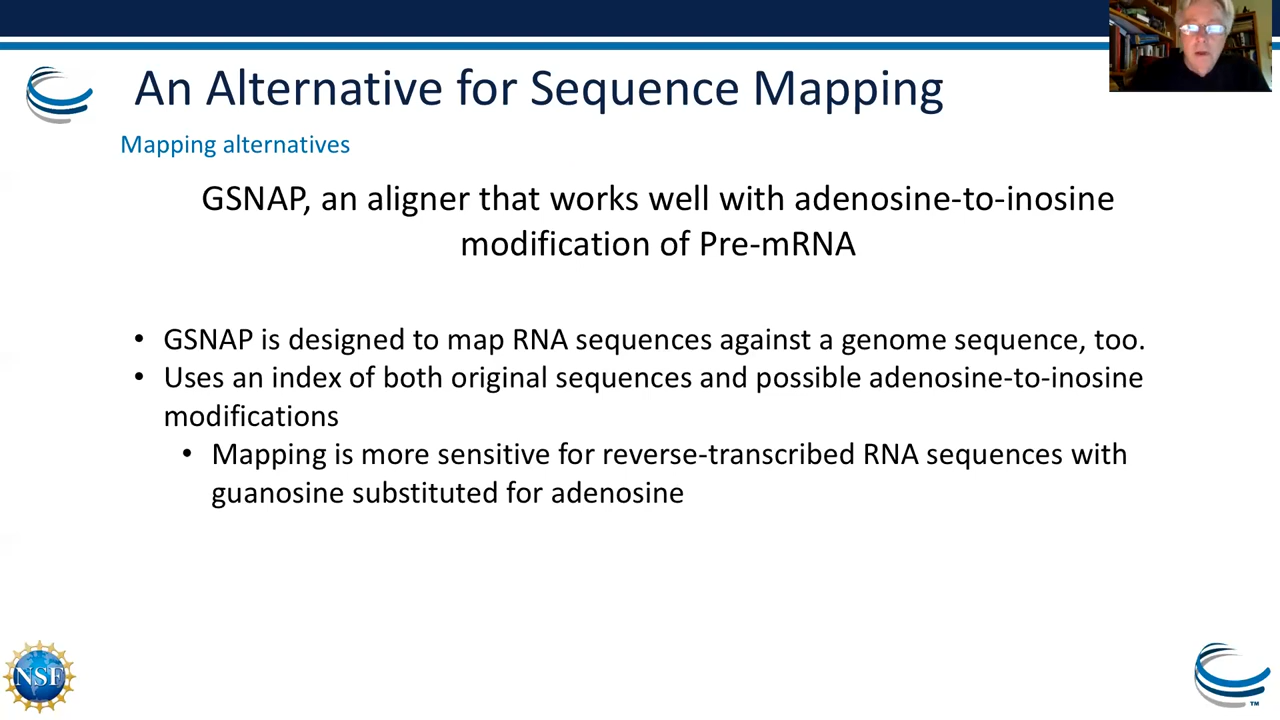 An Alternative for Sequence Mapping
Mapping alternatives
GSNAP, an aligner that works well with adenosine-to-inosine
modification of Pre-mRNA
• GSNAP is designed to map RNA sequences against a genome sequence, too.
• Uses an index of both original sequences and possible adenosine-to-inosine
modifications
• Mapping is more sensitive for reverse-transcribed RNA sequences with
guanosine substituted for adenosine
NSF
TM